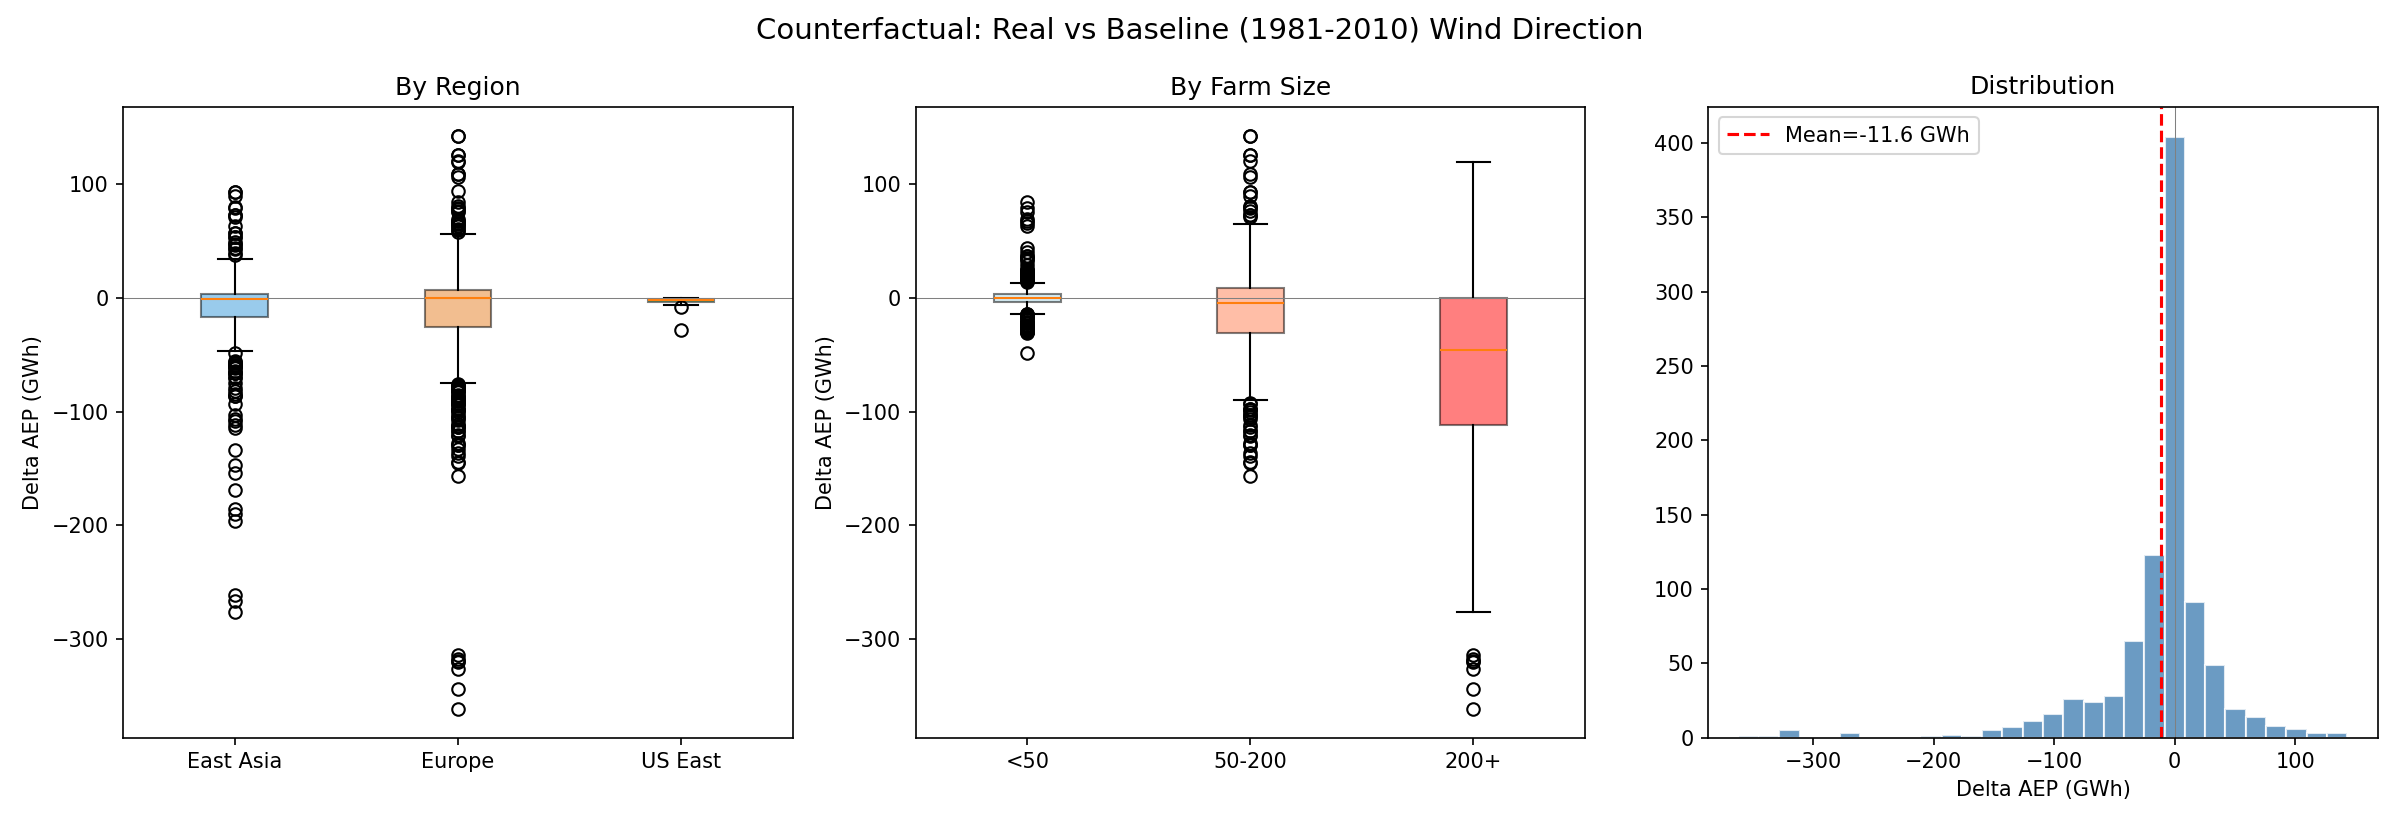 Counterfactual: Real vs Baseline (1981-2010) Wind Direction
By Region
Delta AEP (GWh)
100
0
−100
−200
−300
East Asia
Europe
US East
By Farm Size
Delta AEP (GWh)
100
0
−100
−200
−300
<50
50-200
200+
Distribution
Mean=-11.6 GWh
400
350
300
250
200
150
100
50
0
−300
−200
−100
0
100
Delta AEP (GWh)